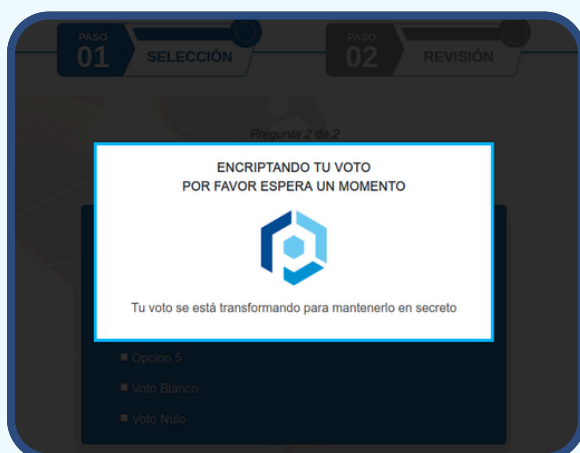 PASO
01
SELECCIÓN
PASO
02
REVISIÓN
Pregunta 2 de 2
ENCRIPTANDO TU VOTO
POR FAVOR ESPERA UN MOMENTO
Tu voto se está transformando para mantenerlo en secreto
Opcion 5
Voto Blanco
Voto Nulo